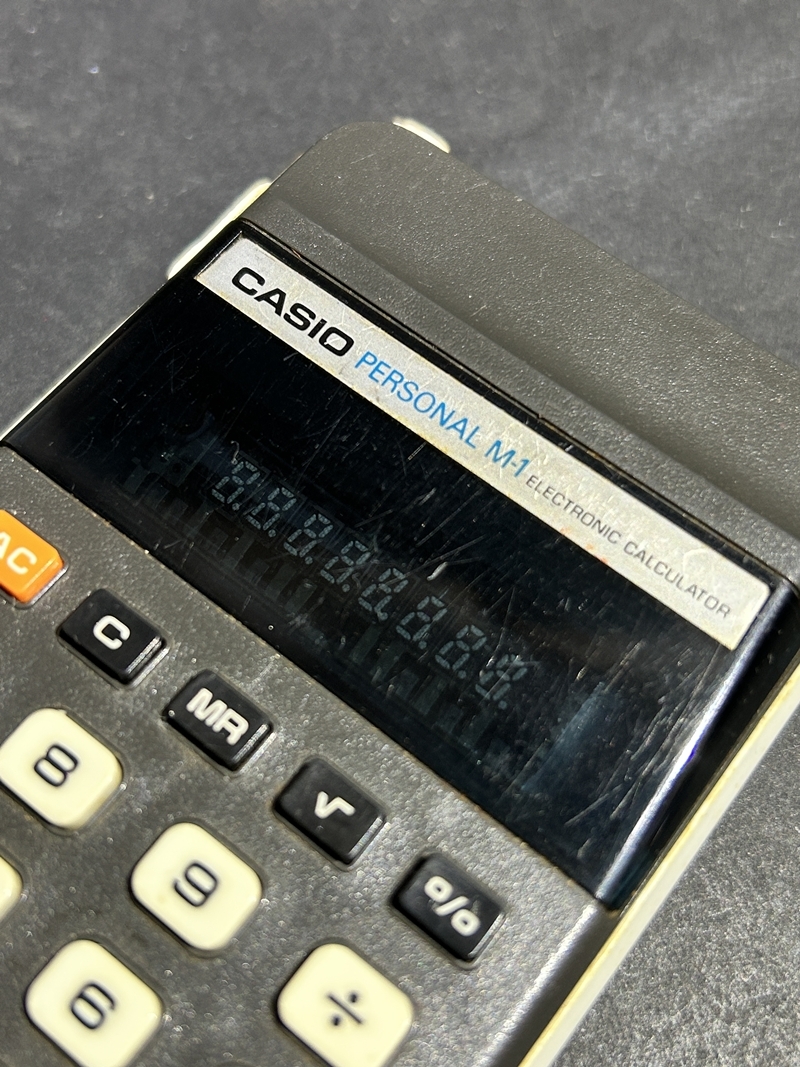 CASIO PERSONAL M-1 ELECTRONIC CALCULATOR
8.8.8.8.8.8.8.8.
AC C MR √ %
8 9
6 ÷